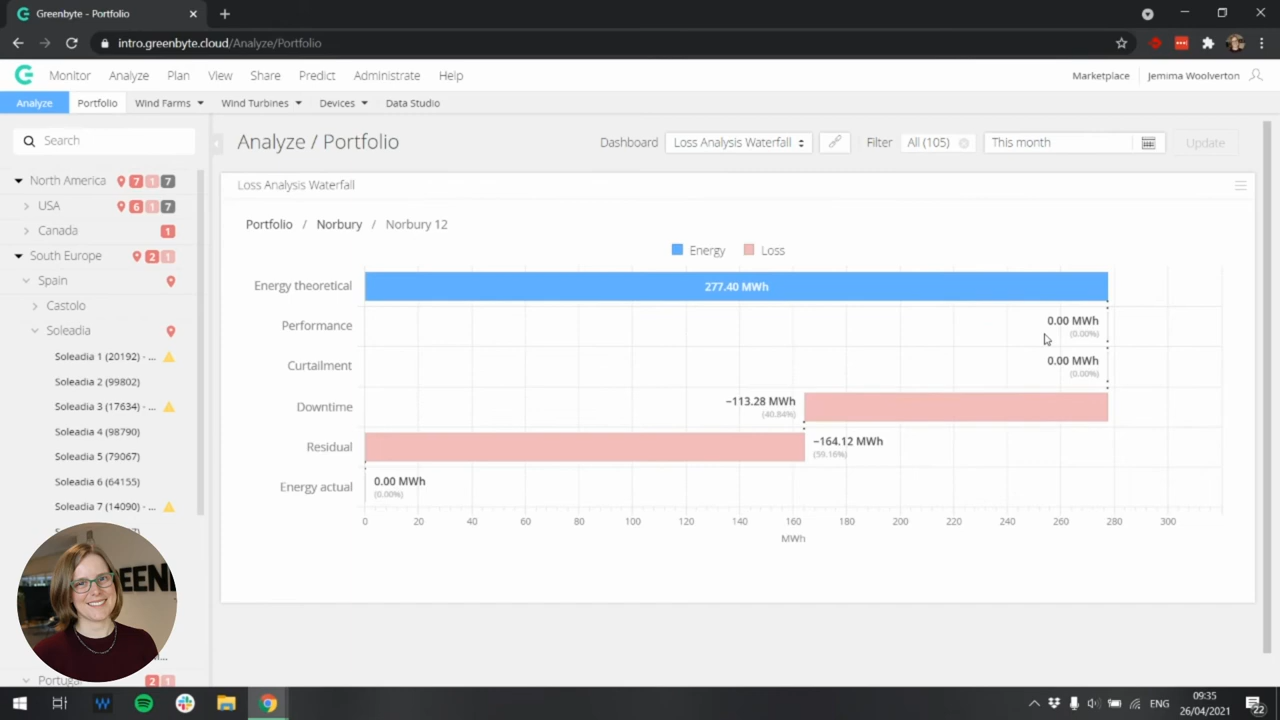 Greenbyte - Portfolio
intro.greenbyte.cloud/Analyze/Portfolio
Monitor Analyze Plan View Share Predict Administrate Help
Marketplace Jemima Woolverton
Analyze Portfolio Wind Farms Wind Turbines Devices Data Studio
Search
Analyze / Portfolio
Dashboard Loss Analysis Waterfall Filter All (105) This month Update
North America 7 1 7
USA 6 1 7
Canada 1
South Europe 2 1
Spain
Castolo
Soleadia
Soleadia 1 (20192) - ...
Soleadia 2 (99802)
Soleadia 3 (17634) - ...
Soleadia 4 (98790)
Soleadia 5 (79067)
Soleadia 6 (64155)
Soleadia 7 (14090) - ...
Portugal 2 1
Loss Analysis Waterfall
Portfolio / Norbury / Norbury 12
Energy Loss
Energy theoretical 277.40 MWh
Performance 0.00 MWh
(0.00%)
Curtailment 0.00 MWh
(0.00%)
Downtime −113.28 MWh
(40.84%)
Residual −164.12 MWh
(59.16%)
Energy actual 0.00 MWh
(0.00%)
0 20 40 60 80 100 120 140 160 180 200 220 240 260 280 300
MWh
ENG
09:35
26/04/2021
22